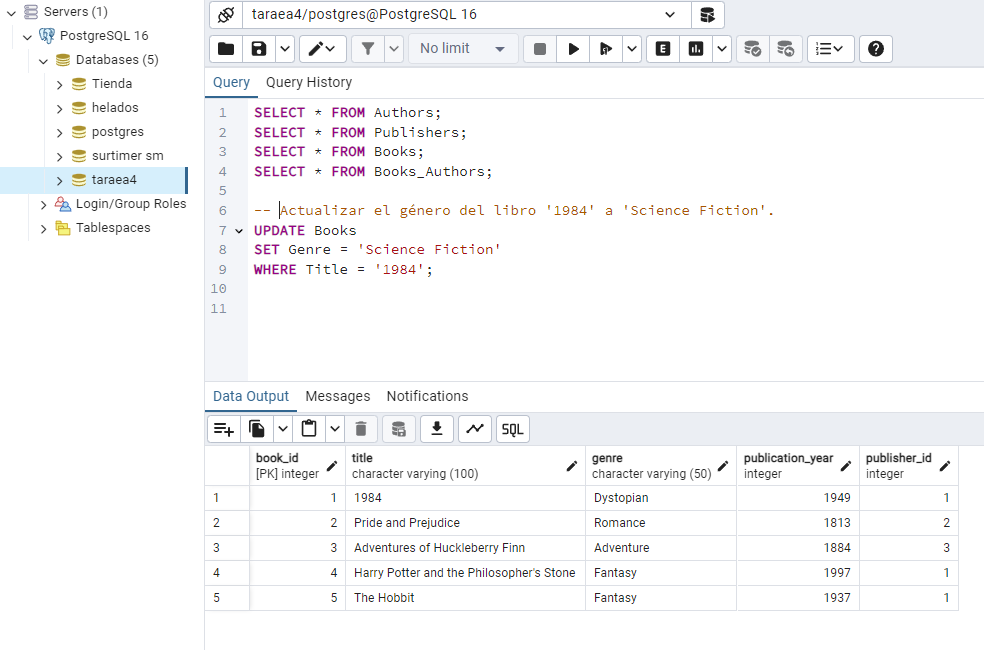 Servers (1)
PostgreSQL 16
Databases (5)
Tienda
helados
postgres
surtimer sm
taraea4
Login/Group Roles
Tablespaces
taraea4/postgres@PostgreSQL 16
No limit
E
Query Query History
1 SELECT * FROM Authors;
2 SELECT * FROM Publishers;
3 SELECT * FROM Books;
4 SELECT * FROM Books_Authors;
5
6 -- Actualizar el género del libro '1984' a 'Science Fiction'.
7 UPDATE Books
8 SET Genre = 'Science Fiction'
9 WHERE Title = '1984';
10
11
Data Output Messages Notifications
SQL
book_id title genre publication_year publisher_id
[PK] integer character varying (100) character varying (50) integer integer
1 1 1984 Dystopian 1949 1
2 2 Pride and Prejudice Romance 1813 2
3 3 Adventures of Huckleberry Finn Adventure 1884 3
4 4 Harry Potter and the Philosopher's Stone Fantasy 1997 1
5 5 The Hobbit Fantasy 1937 1